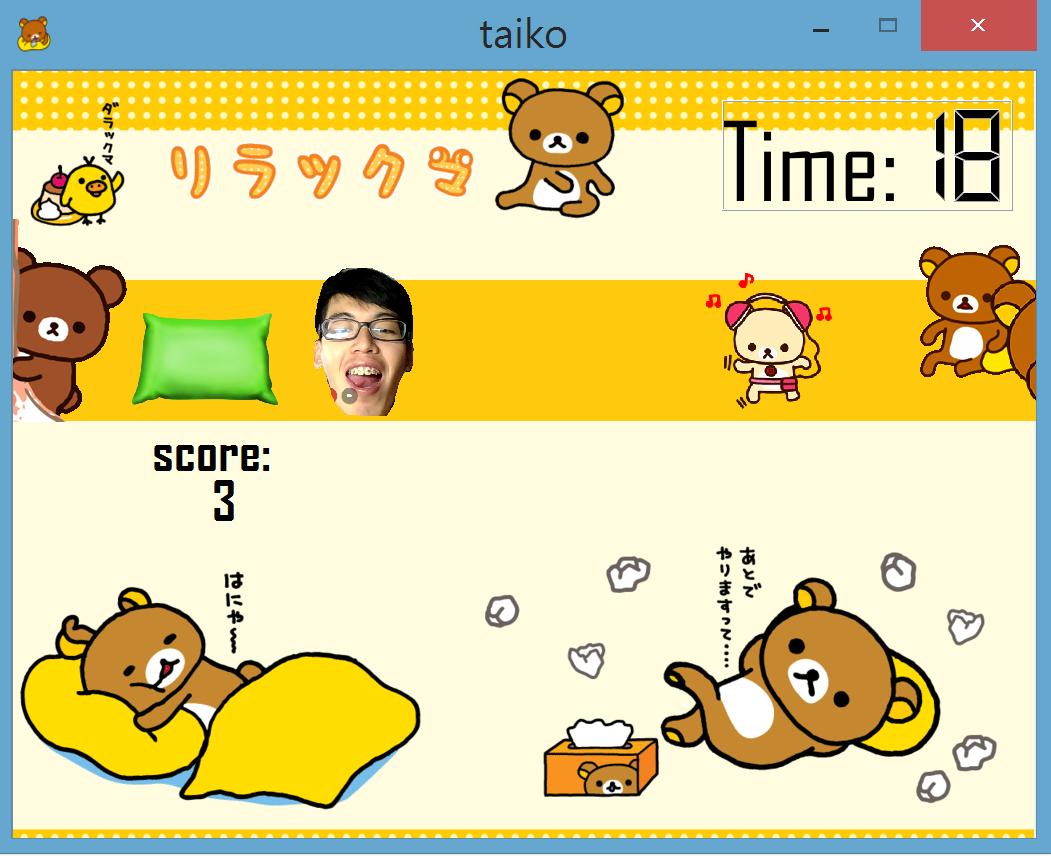 taiko
ダラックマ
リラックマ
Time: 18
score:
3
はにゃ〜〜
あとで
やりますって....